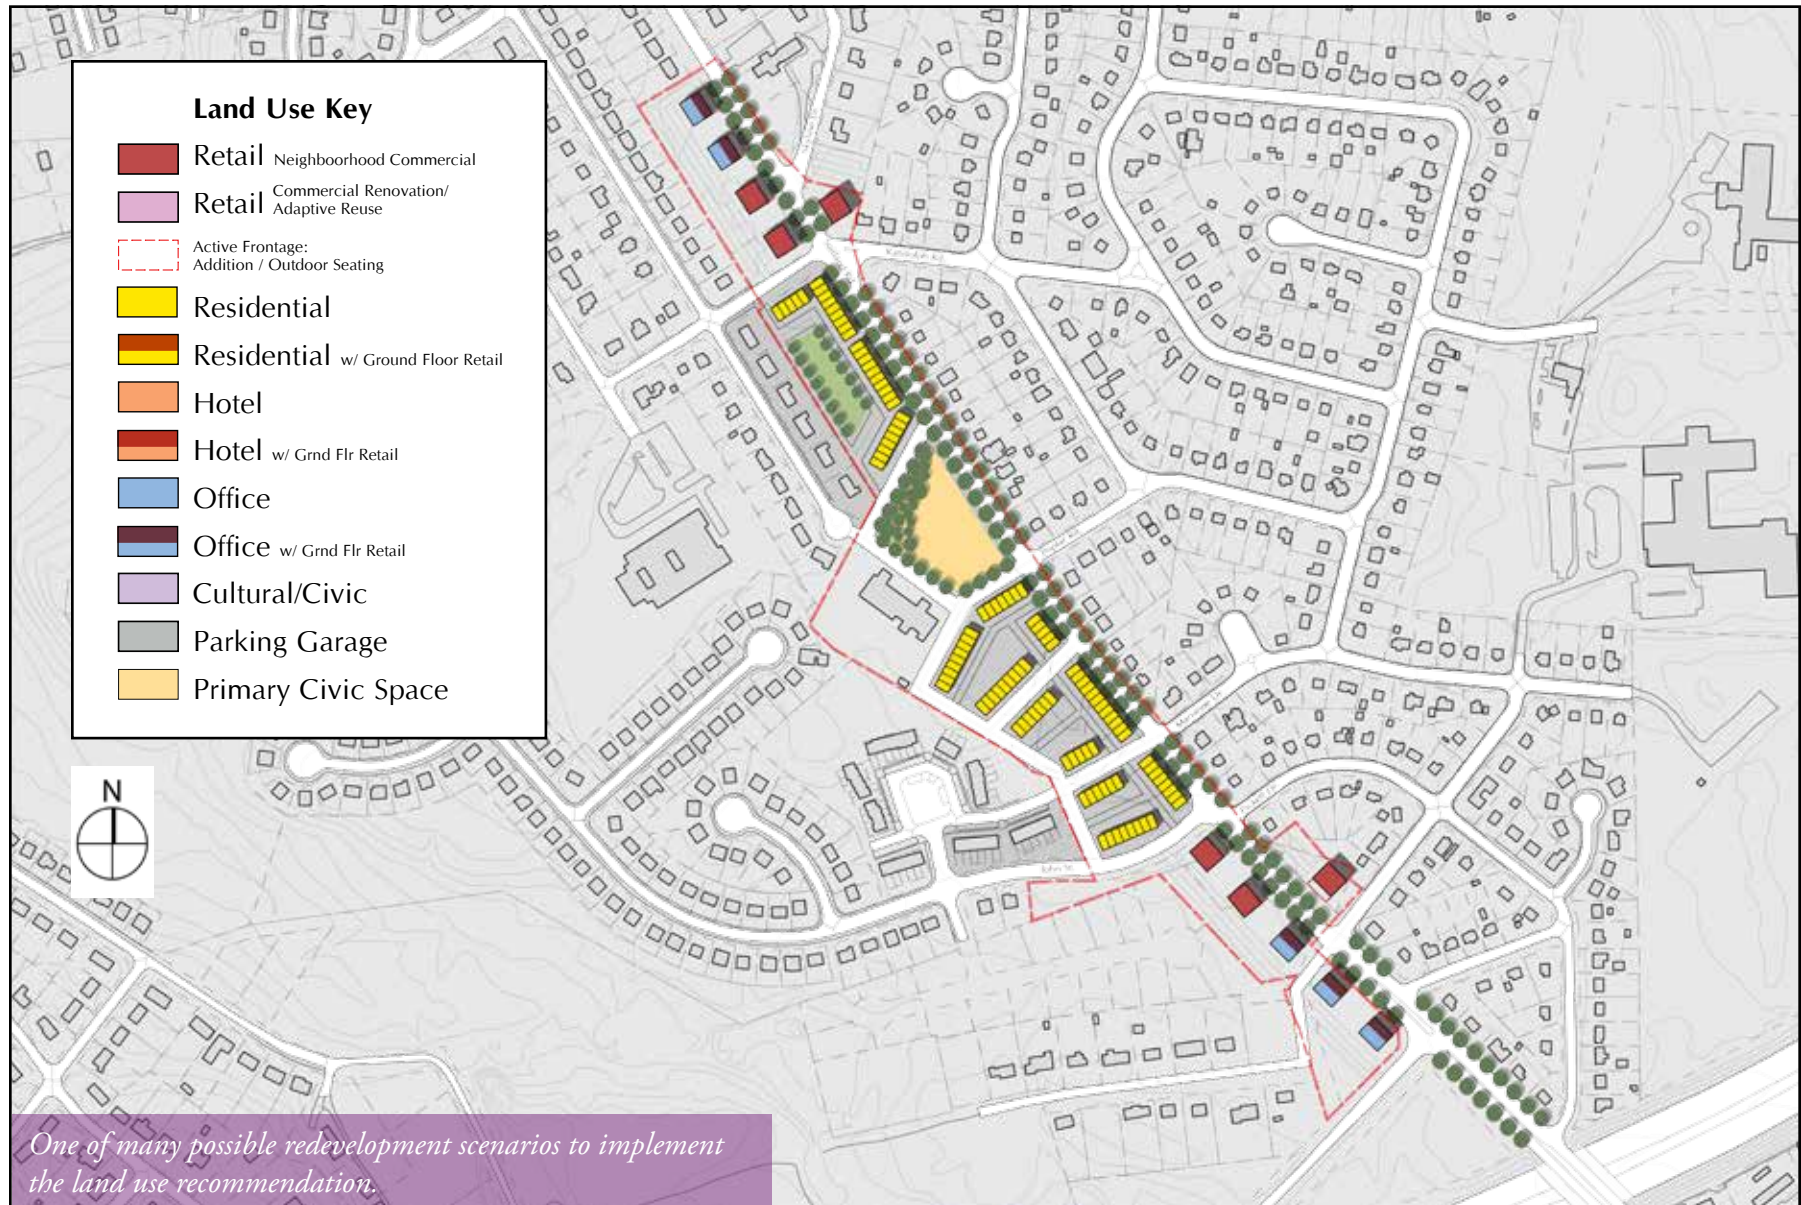 Land Use Key
Retail Neighboorhood Commercial
Retail Commercial Renovation/
Adaptive Reuse
Active Frontage:
Addition / Outdoor Seating
Residential
Residential w/ Ground Floor Retail
Hotel
Hotel w/ Grnd Flr Retail
Office
Office w/ Grnd Flr Retail
Cultural/Civic
Parking Garage
Primary Civic Space
N
One of many possible redevelopment scenarios to implement
the land use recommendation.